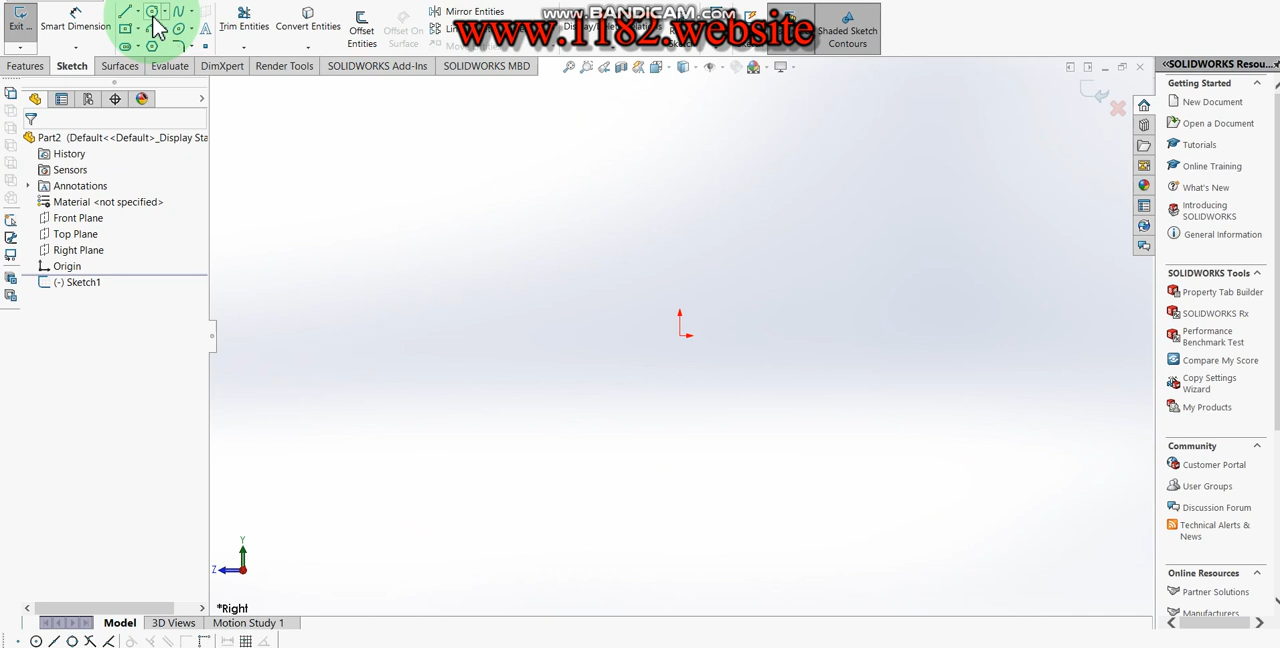 www.BANDICAM.com
www.1182.website
Exit ...
Smart Dimension
Trim Entities
Convert Entities
Offset
Entities
Offset On
Surface
Mirror Entities
Shaded Sketch
Contours
Features
Sketch
Surfaces
Evaluate
DimXpert
Render Tools
SOLIDWORKS Add-Ins
SOLIDWORKS MBD
Part2 (Default<<Default>_Display Sta
History
Sensors
Annotations
Material <not specified>
Front Plane
Top Plane
Right Plane
Origin
(-) Sketch1
Y
Z
*Right
Model
3D Views
Motion Study 1
SOLIDWORKS Resou...
Getting Started
New Document
Open a Document
Tutorials
Online Training
What's New
Introducing
SOLIDWORKS
General Information
SOLIDWORKS Tools
Property Tab Builder
SOLIDWORKS Rx
Performance
Benchmark Test
Compare My Score
Copy Settings
Wizard
My Products
Community
Customer Portal
User Groups
Discussion Forum
Technical Alerts &
News
Online Resources
Partner Solutions
Manufacturers